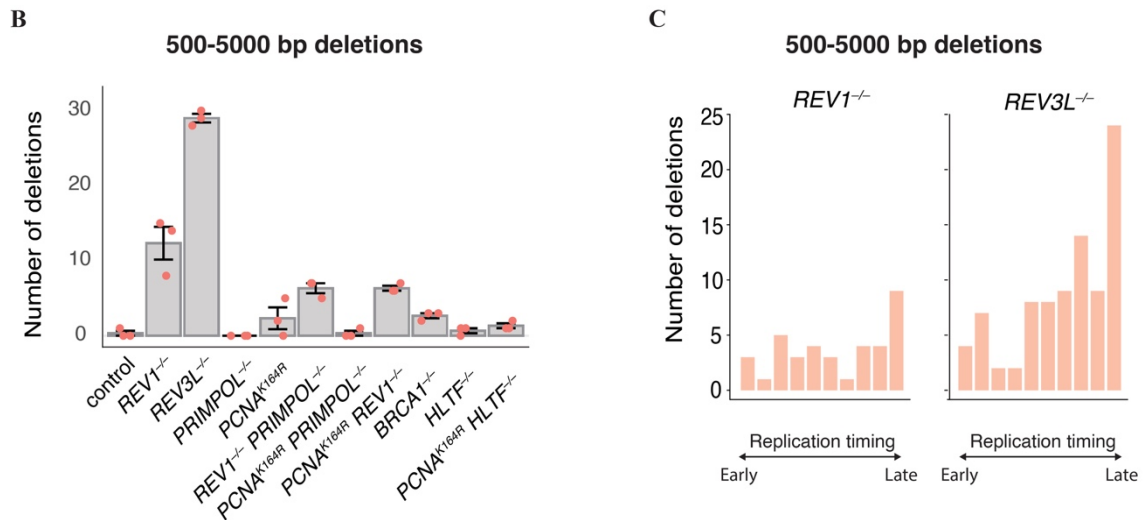 B
500-5000 bp deletions
Number of deletions
30
20
10
0
control
REV1⁻/⁻
REV3L⁻/⁻
PRIMPOL⁻/⁻
PCNAᴷ¹⁶⁴ᴿ
REV1⁻/⁻ PRIMPOL⁻/⁻
PCNAᴷ¹⁶⁴ᴿ PRIMPOL⁻/⁻
PCNAᴷ¹⁶⁴ᴿ REV1⁻/⁻
BRCA1⁻/⁻
HLTF⁻/⁻
PCNAᴷ¹⁶⁴ᴿ HLTF⁻/⁻
C
500-5000 bp deletions
REV1⁻/⁻
REV3L⁻/⁻
Number of deletions
25
20
15
10
5
0
Replication timing
Early Late
Replication timing
Early Late